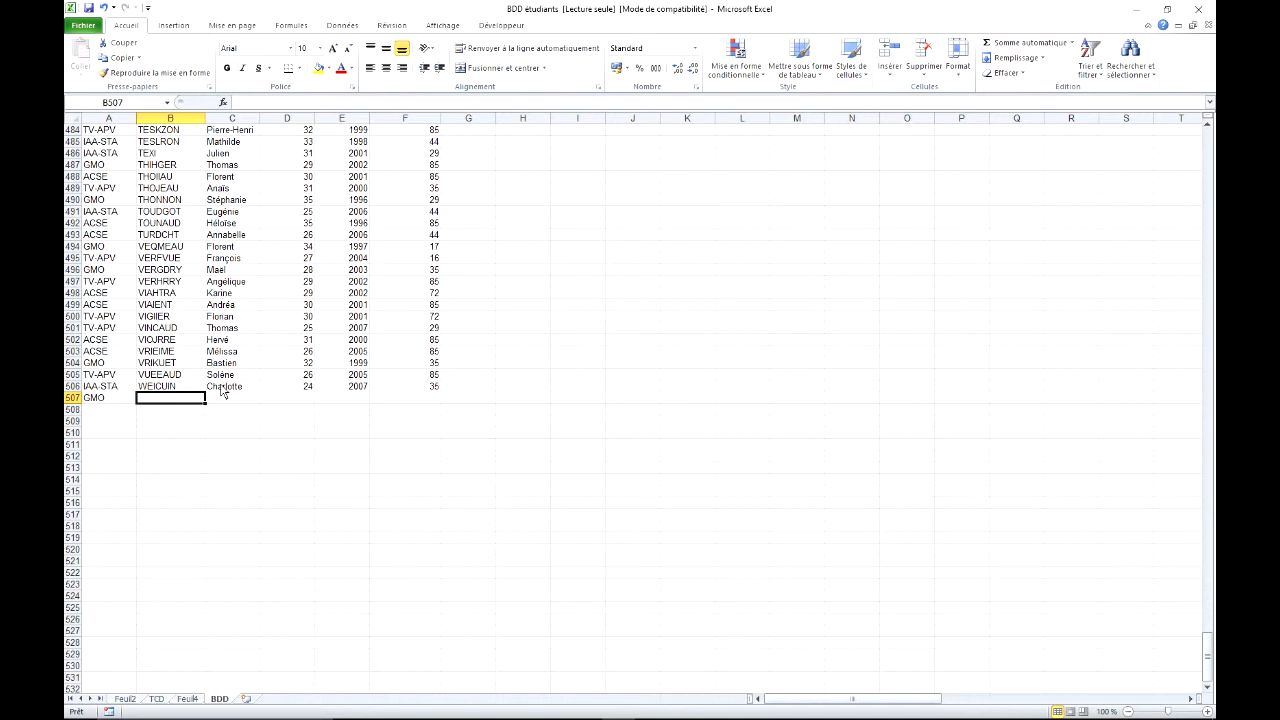 BDD étudiants [Lecture seule] [Mode de compatibilité] - Microsoft Excel
Fichier Accueil Insertion Mise en page Formules Données Révision Affichage Développeur
Coller Couper Arial 10 Renvoyer à la ligne automatiquement Standard Somme automatique
Copier Remplissage
Reproduire la mise en forme G I S Fusionner et centrer % 000 Mise en forme conditionnelle Mettre sous forme de tableau Styles de cellules Insérer Supprimer Format Effacer Trier et filtrer Rechercher et sélectionner
Presse-papiers Police Alignement Nombre Style Cellules Édition
B507 fx
A B C D E F G H I J K L M N O P Q R S T
484 TV-APV TESKZON Pierre-Henri 32 1999 85
485 IAA-STA TESLRON Mathilde 33 1998 44
486 IAA-STA TEXI Julien 31 2001 29
487 GMO THIHGER Thomas 29 2002 85
488 ACSE THOIIAU Florent 30 2001 85
489 TV-APV THOJEAU Anaïs 31 2000 35
490 GMO THONNON Stéphanie 35 1996 29
491 IAA-STA TOUDGOT Eugénie 25 2006 44
492 ACSE TOUNAUD Héloïse 35 1996 85
493 ACSE TURDCHT Annabelle 26 2006 44
494 GMO VEQMEAU Florent 34 1997 17
495 TV-APV VERFVUE François 27 2004 16
496 GMO VERGDRY Maël 28 2003 35
497 TV-APV VERHRRY Angélique 29 2002 85
498 ACSE VIAHTRA Karine 29 2002 72
499 ACSE VIAIENT Andréa 30 2001 85
500 TV-APV VIGIIER Florian 30 2001 72
501 TV-APV VINCAUD Thomas 25 2007 29
502 ACSE VIOJRRE Hervé 31 2000 85
503 ACSE VRIEIME Mélissa 26 2005 85
504 GMO VRIKUET Bastien 32 1999 35
505 TV-APV VUEEAUD Solène 26 2005 85
506 IAA-STA WEICUIN Charlotte 24 2007 35
507 GMO
508
509
510
511
512
513
514
515
516
517
518
519
520
521
522
523
524
525
526
527
528
529
530
531
532
Feuil2 TCD Feuil4 BDD
Prêt 100 %